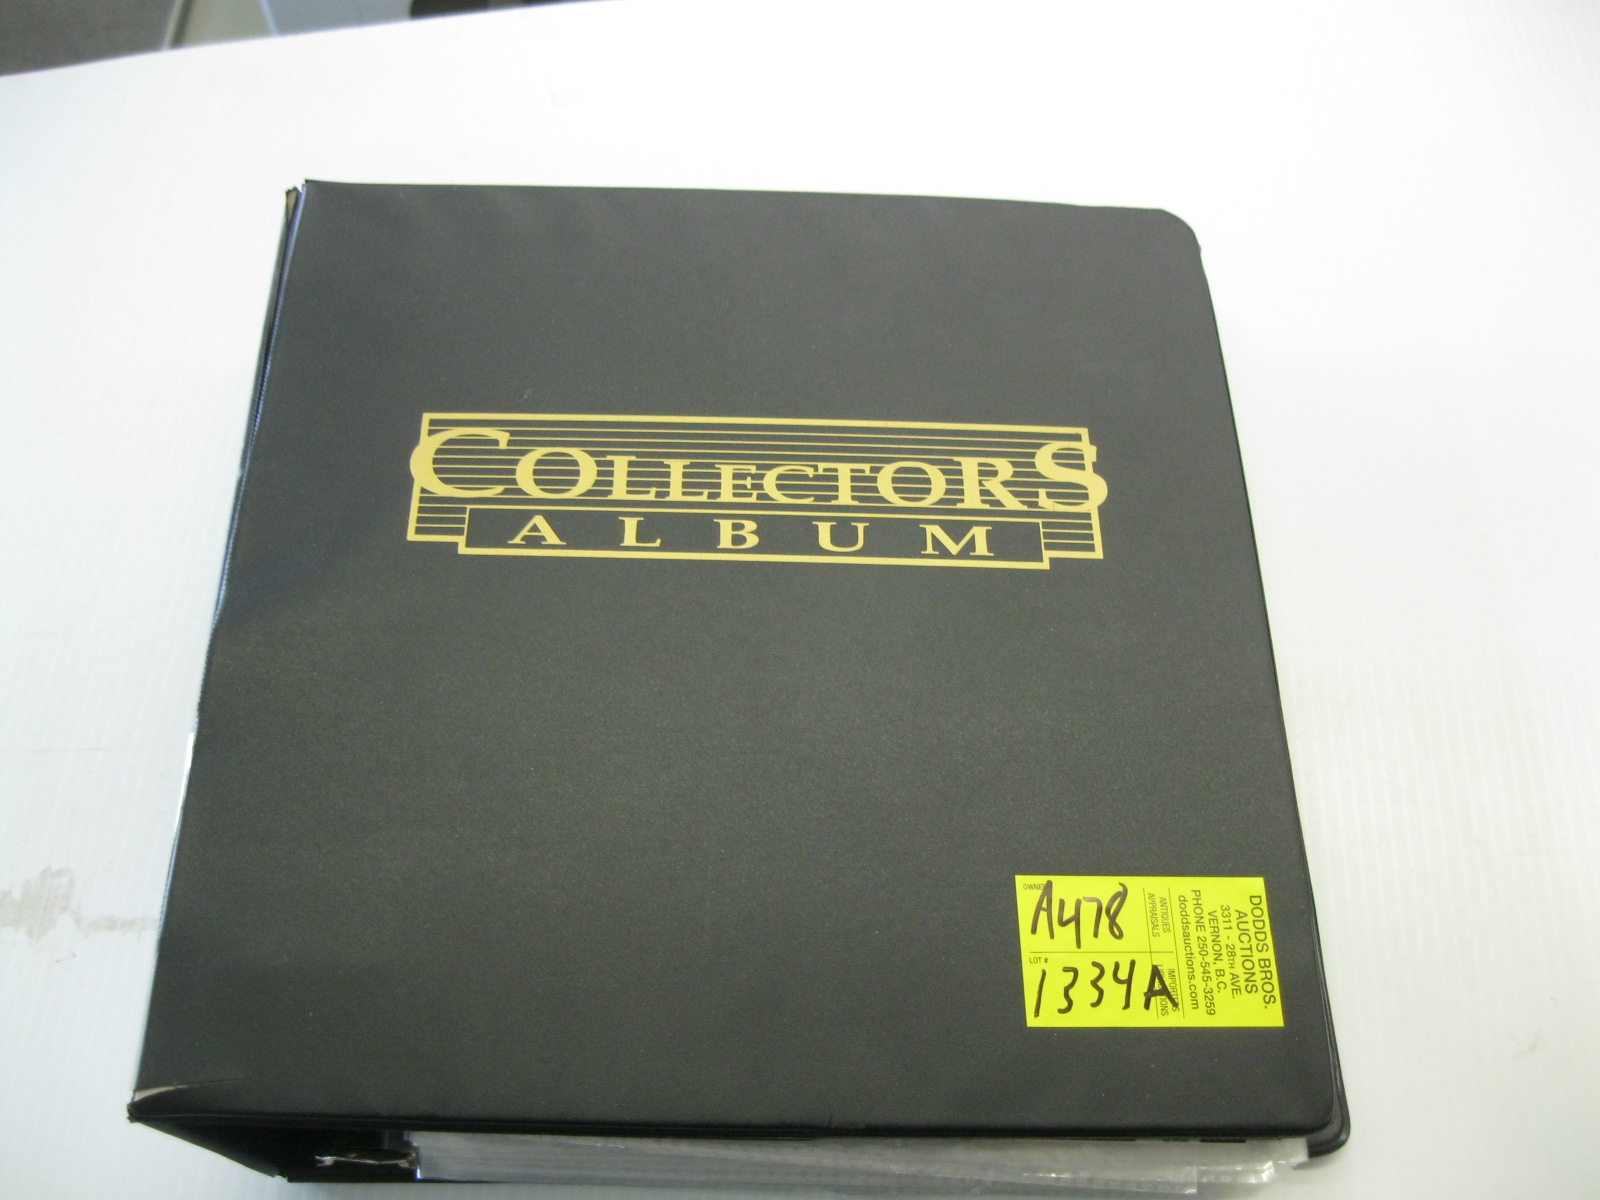 COLLECTORS
ALBUM
OWNER
A478
LOT #
1334A
ANTIQUES
APPRAISALS
DODDS BROS.
AUCTIONS
3311 - 28TH AVE.
VERNON, B.C.
PHONE 250-545-3259
doddsauctions.com